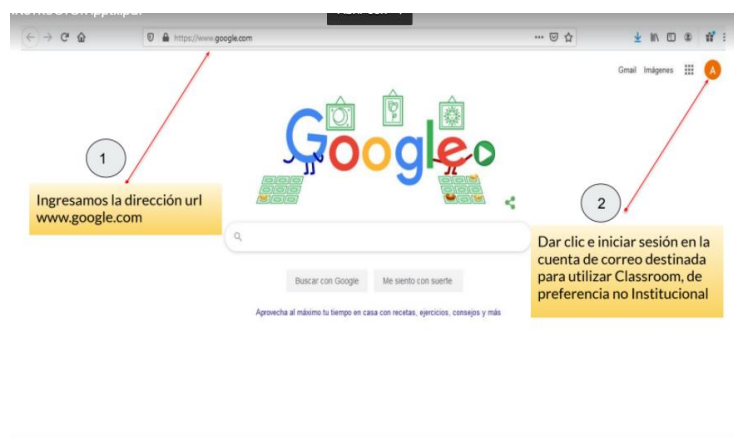 https://www.google.com
Gmail Imágenes
A
Google
1
Ingresamos la dirección url
www.google.com
2
Dar clic e iniciar sesión en la
cuenta de correo destinada
para utilizar Classroom, de
preferencia no Institucional
Buscar con Google Me siento con suerte
Aprovecha al máximo tu tiempo en casa con recetas, ejercicios, consejos y más